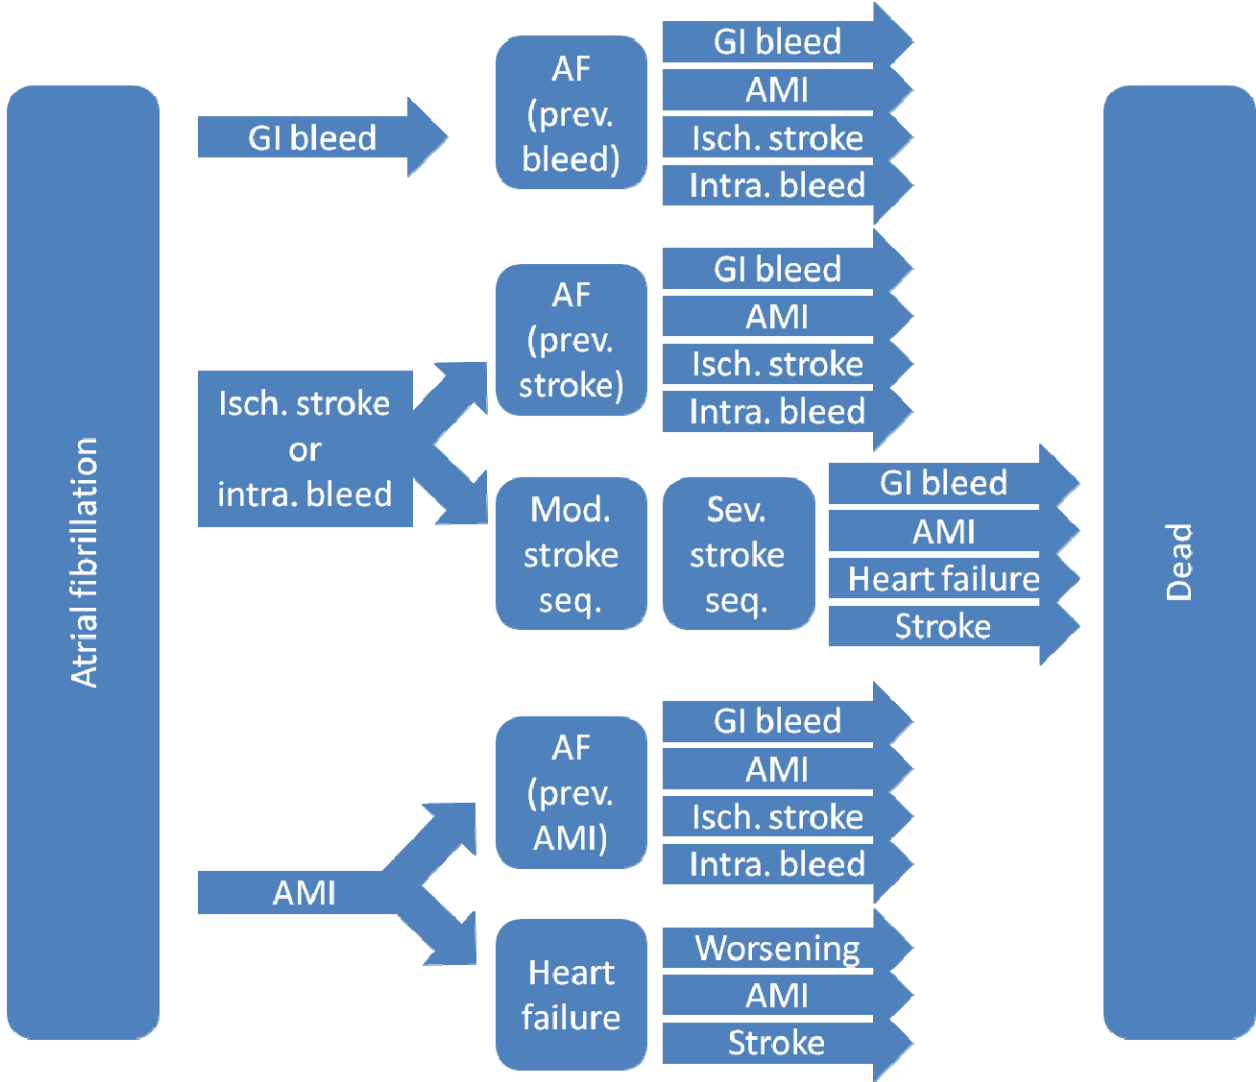 Atrial fibrillation
GI bleed
AF
(prev.
bleed)
GI bleed
AMI
Isch. stroke
Intra. bleed
Isch. stroke
or
intra. bleed
AF
(prev.
stroke)
GI bleed
AMI
Isch. stroke
Intra. bleed
Mod.
stroke
seq.
Sev.
stroke
seq.
GI bleed
AMI
Heart failure
Stroke
AMI
AF
(prev.
AMI)
GI bleed
AMI
Isch. stroke
Intra. bleed
Heart
failure
Worsening
AMI
Stroke
Dead